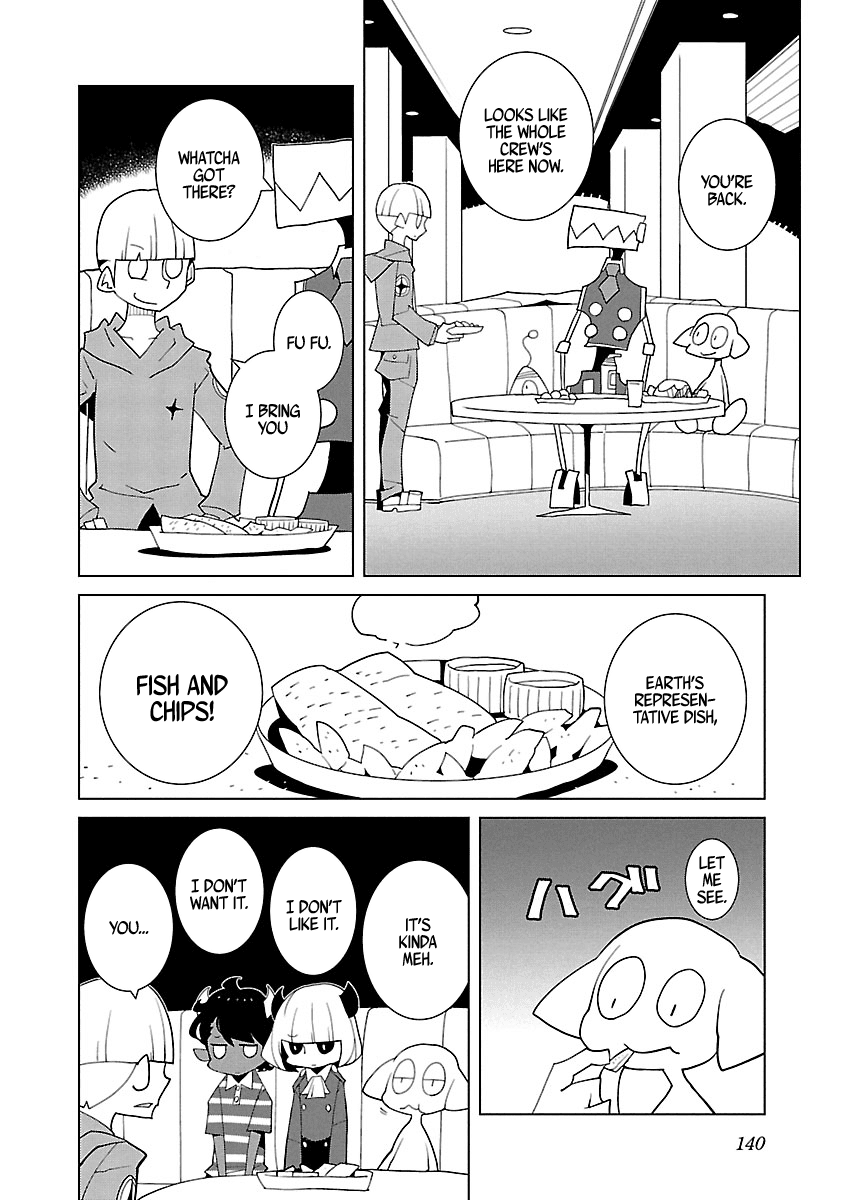 YOU'RE
BACK.
LOOKS LIKE
THE WHOLE
CREW'S
HERE NOW.
WHATCHA
GOT
THERE?
FU FU.
I BRING
YOU
EARTH'S
REPRESEN-
TATIVE DISH,
FISH AND
CHIPS!
LET
ME
SEE.
ハグ
IT'S
KINDA
MEH.
I DON'T
LIKE IT.
I DON'T
WANT IT.
YOU...
140